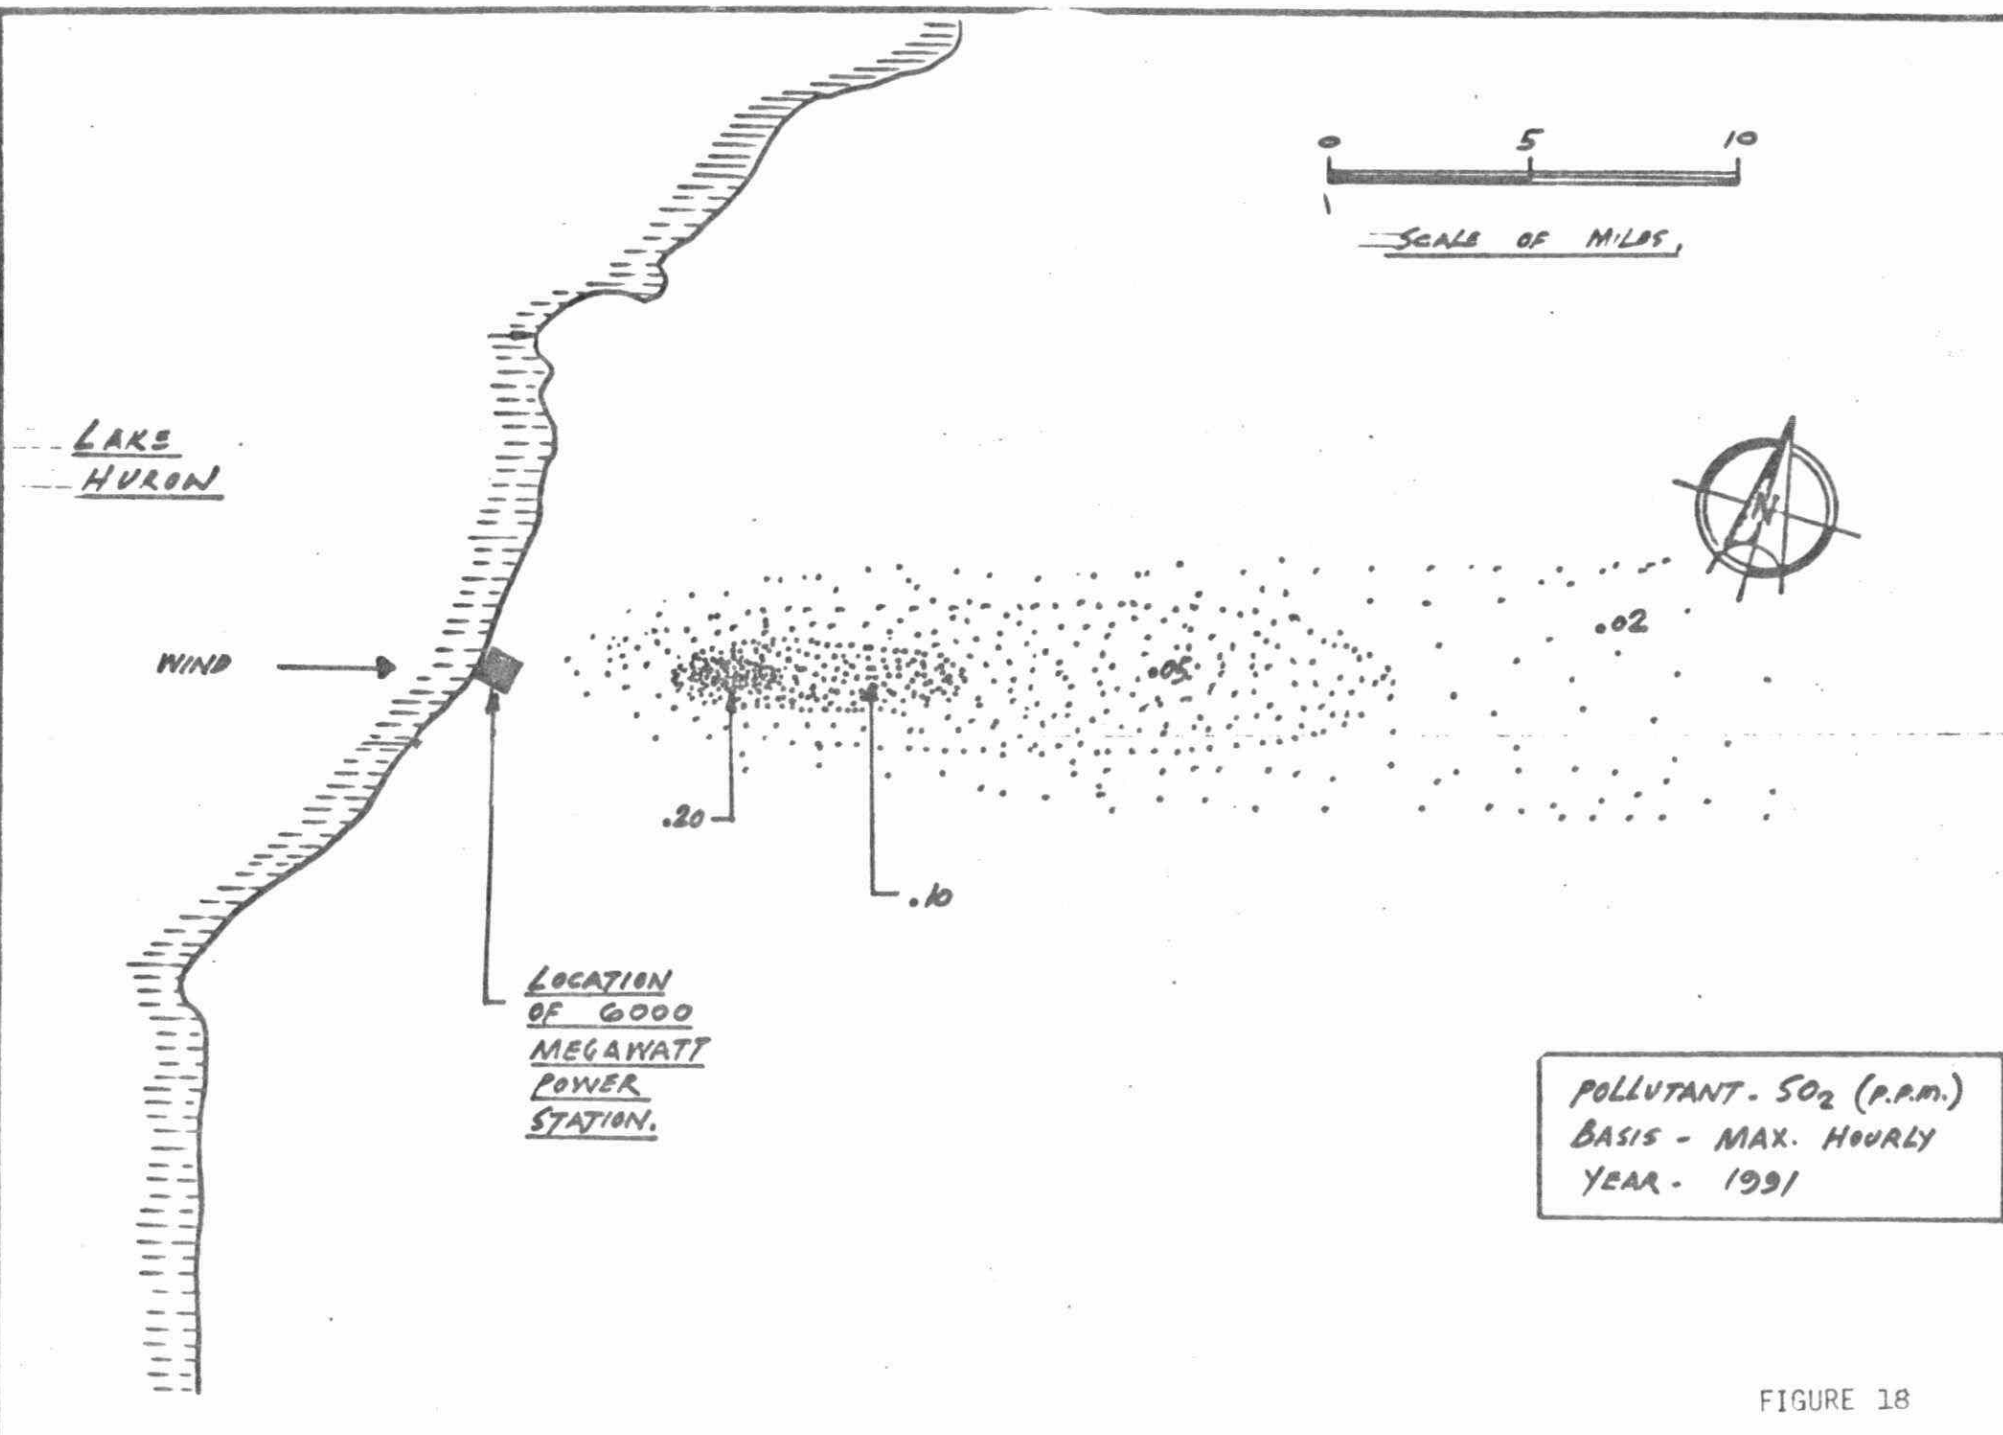 0 5 10
SCALE OF MILES.
LAKE
HURON
N
.02
WIND
.05
.20
.10
LOCATION
OF 6000
MEGAWATT
POWER
STATION.
POLLUTANT. SO2 (P.P.M.)
BASIS - MAX. HOURLY
YEAR - 1991
FIGURE 18